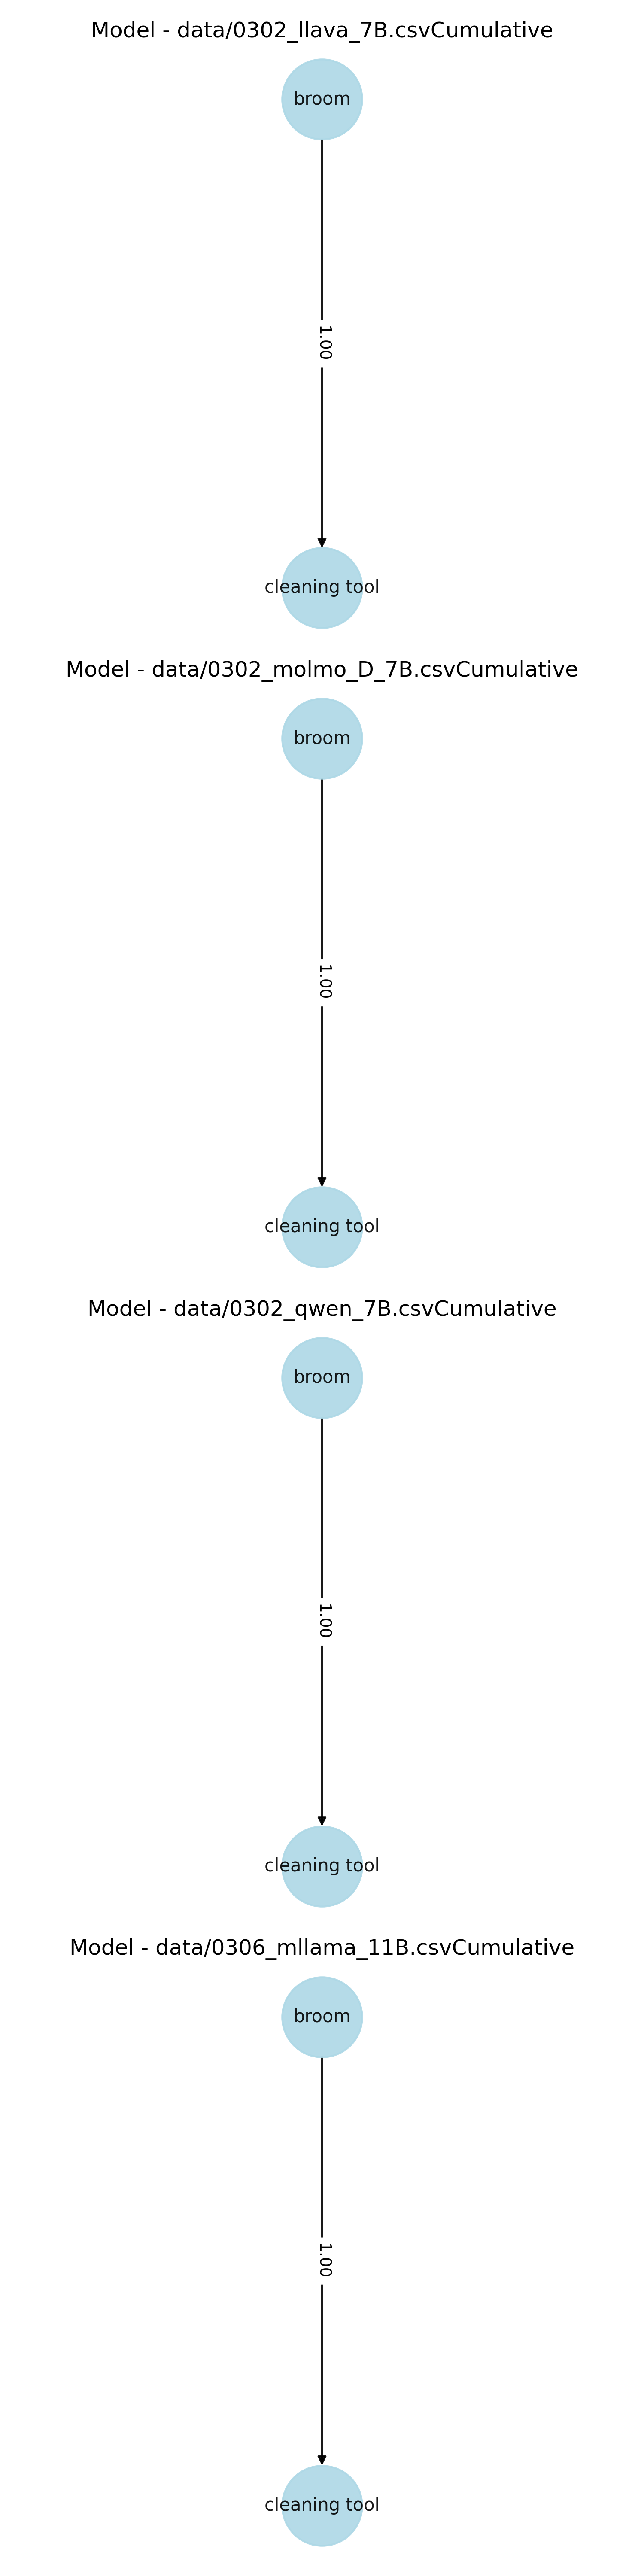 Model - data/0302_llava_7B.csvCumulative
broom
1.00
cleaning tool
Model - data/0302_molmo_D_7B.csvCumulative
broom
1.00
cleaning tool
Model - data/0302_qwen_7B.csvCumulative
broom
1.00
cleaning tool
Model - data/0306_mllama_11B.csvCumulative
broom
1.00
cleaning tool